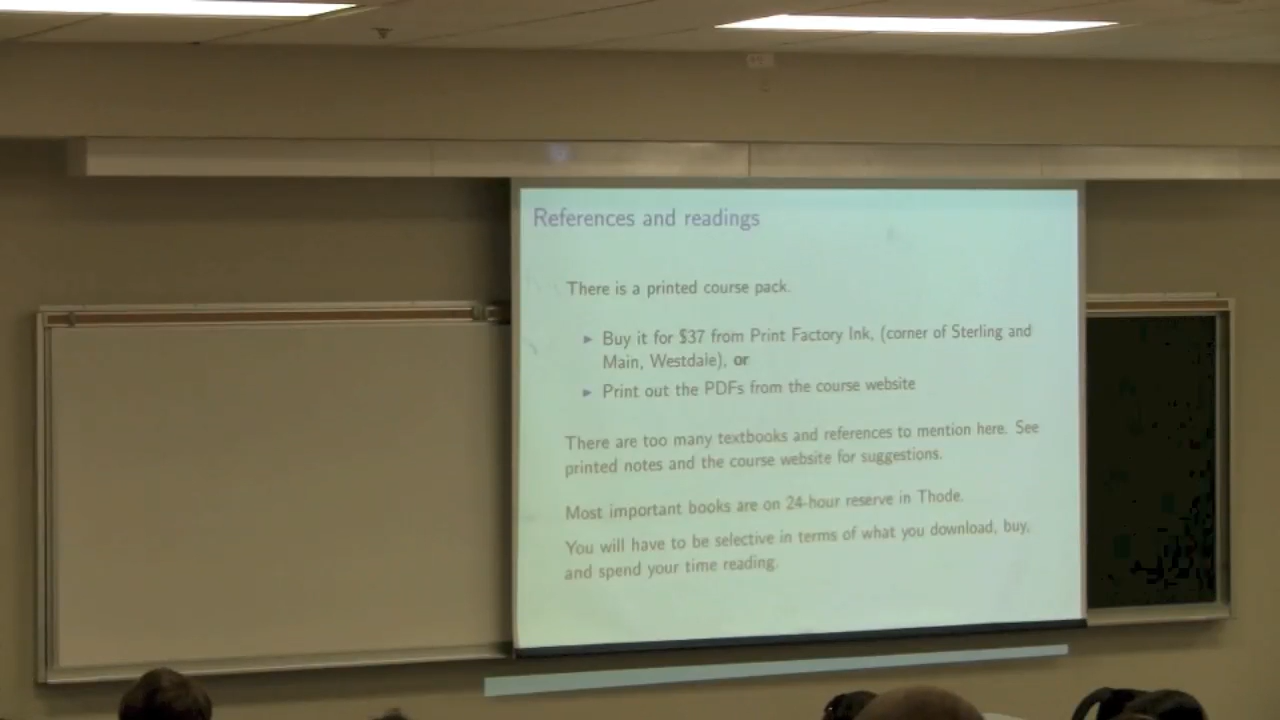 References and readings
There is a printed course pack.
► Buy it for $37 from Print Factory Ink, (corner of Sterling and
Main, Westdale), or
► Print out the PDFs from the course website
There are too many textbooks and references to mention here. See
printed notes and the course website for suggestions.
Most important books are on 24-hour reserve in Thode.
You will have to be selective in terms of what you download, buy,
and spend your time reading.